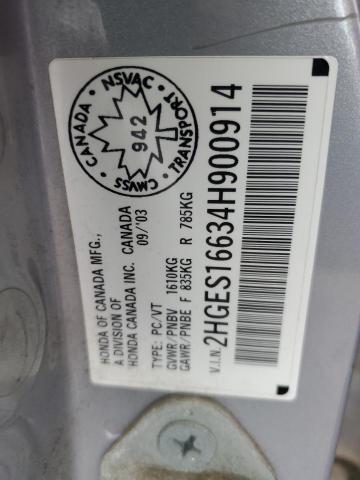 HONDA OF CANADA MFG.,
A DIVISION OF
HONDA CANADA INC. CANADA
09/'03
TYPE: PC/VT
GVWR/PNBV 1610KG
GAWR/PNBE F 835KG R 785KG
V.I.N. 2HGES16634H900914
CANADA
NSVAC
TRANSPORT
CMVSS
942